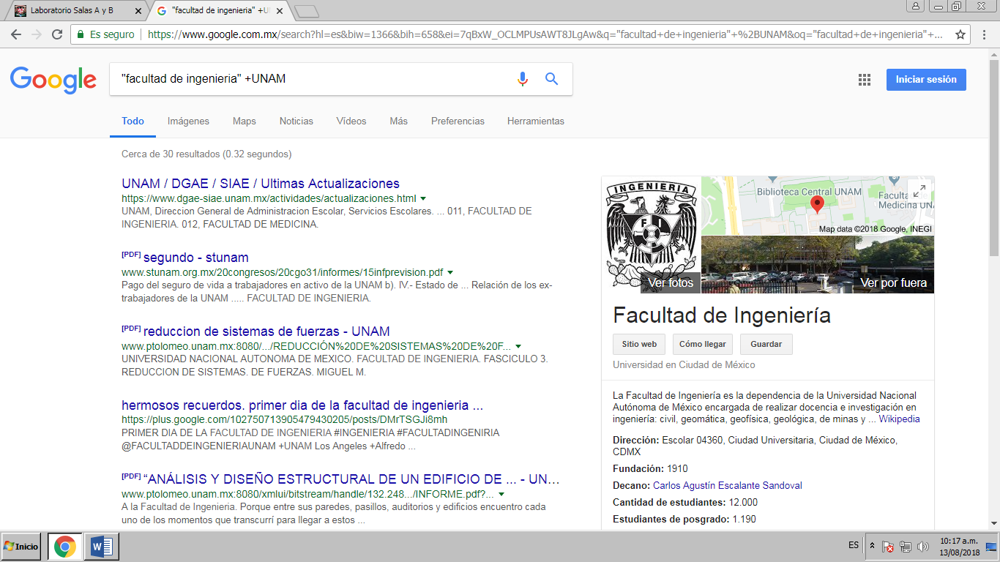 Laboratorio Salas A y B
"facultad de ingenieria" +UN
Es seguro
https://www.google.com.mx/search?hl=es&biw=1366&bih=658&ei=7qBxW_OCLMPUsAWT8JLgAw&q="facultad+de+ingenieria"+%2BUNAM&oq="facultad+de+ingenieria"+...
Google
"facultad de ingenieria" +UNAM
Iniciar sesión
Todo Imágenes Maps Noticias Vídeos Más Preferencias Herramientas
Cerca de 30 resultados (0.32 segundos)
UNAM / DGAE / SIAE / Ultimas Actualizaciones
https://www.dgae-siae.unam.mx/actividades/actualizaciones.html
UNAM, Direccion General de Administracion Escolar, Servicios Escolares. ... 011, FACULTAD DE
INGENIERIA. 012, FACULTAD DE MEDICINA.
[PDF] segundo - stunam
www.stunam.org.mx/20congresos/20cgo31/informes/15infprevision.pdf
Pago del seguro de vida a trabajadores en activo de la UNAM b). IV.- Estado de ... Relación de los ex-
trabajadores de la UNAM ..... FACULTAD DE INGENIERIA.
[PDF] reduccion de sistemas de fuerzas - UNAM
www.ptolomeo.unam.mx:8080/.../REDUCCIÓN%20DE%20SISTEMAS%20DE%20F...
UNIVERSIDAD NACIONAL AUTONOMA DE MEXICO. FACULTAD DE INGENIERIA. FASCICULO 3.
REDUCCION DE SISTEMAS. DE FUERZAS. MIGUEL M.
hermosos recuerdos. primer dia de la facultad de ingenieria ...
https://plus.google.com/102750713905479430205/posts/DMrTSGJi8mh
PRIMER DIA DE LA FACULTAD DE INGENIERIA #INGENIERIA #FACULTADINGENIRIA
@FACULTADDEINGENIERIAUNAM +UNAM Los Angeles +Alfredo ...
[PDF] “ANÁLISIS Y DISEÑO ESTRUCTURAL DE UN EDIFICIO DE ... - UN...
www.ptolomeo.unam.mx:8080/xmlui/bitstream/handle/132.248.../INFORME.pdf?...
A la Facultad de Ingenieria. Porque entre sus paredes, pasillos, auditorios y edificios encuentro cada
uno de los momentos que transcurrí para llegar a estos ...
INGENIERIA
F I
Ver fotos
Biblioteca Central UNAM
Faculta
Medicina UNA
Map data ©2018 Google, INEGI
Ver por fuera
Facultad de Ingeniería
Sitio web Cómo llegar Guardar
Universidad en Ciudad de México
La Facultad de Ingeniería es la dependencia de la Universidad Nacional
Autónoma de México encargada de realizar docencia e investigación en
ingeniería: civil, geomática, geofísica, geológica, de minas y ... Wikipedia
Dirección: Escolar 04360, Ciudad Universitaria, Ciudad de México,
CDMX
Fundación: 1910
Decano: Carlos Agustín Escalante Sandoval
Cantidad de estudiantes: 12.000
Estudiantes de posgrado: 1.190
Inicio
ES
10:17 a.m.
13/08/2018